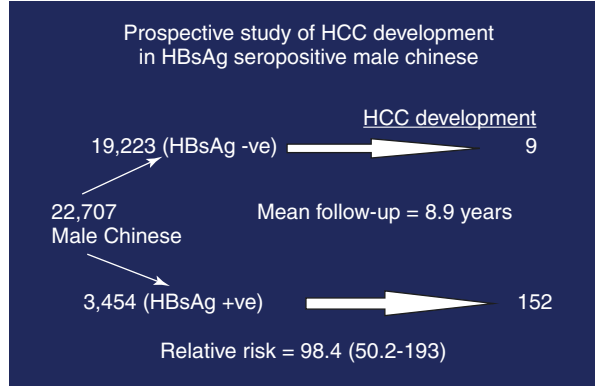 Prospective study of HCC development
in HBsAg seropositive male chinese
HCC development
19,223 (HBsAg -ve)
9
22,707
Male Chinese
Mean follow-up = 8.9 years
3,454 (HBsAg +ve)
152
Relative risk = 98.4 (50.2-193)